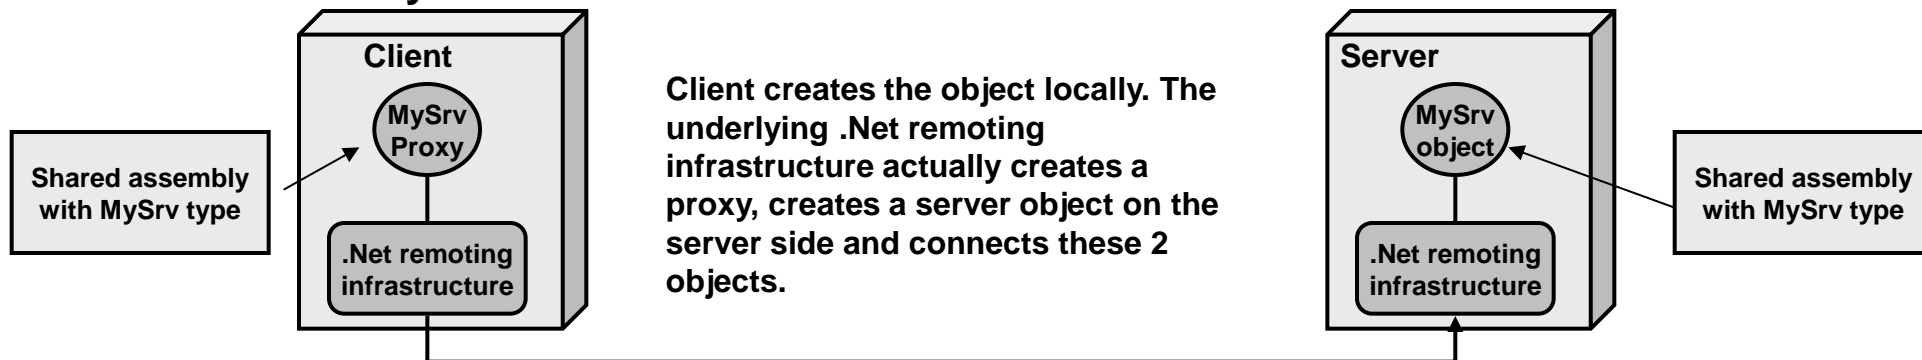 Client
MySrv
Proxy
Shared assembly
with MySrv type
.Net remoting
infrastructure
Client creates the object locally. The
underlying .Net remoting
infrastructure actually creates a
proxy, creates a server object on the
server side and connects these 2
objects.
Server
MySrv
object
.Net remoting
infrastructure
Shared assembly
with MySrv type